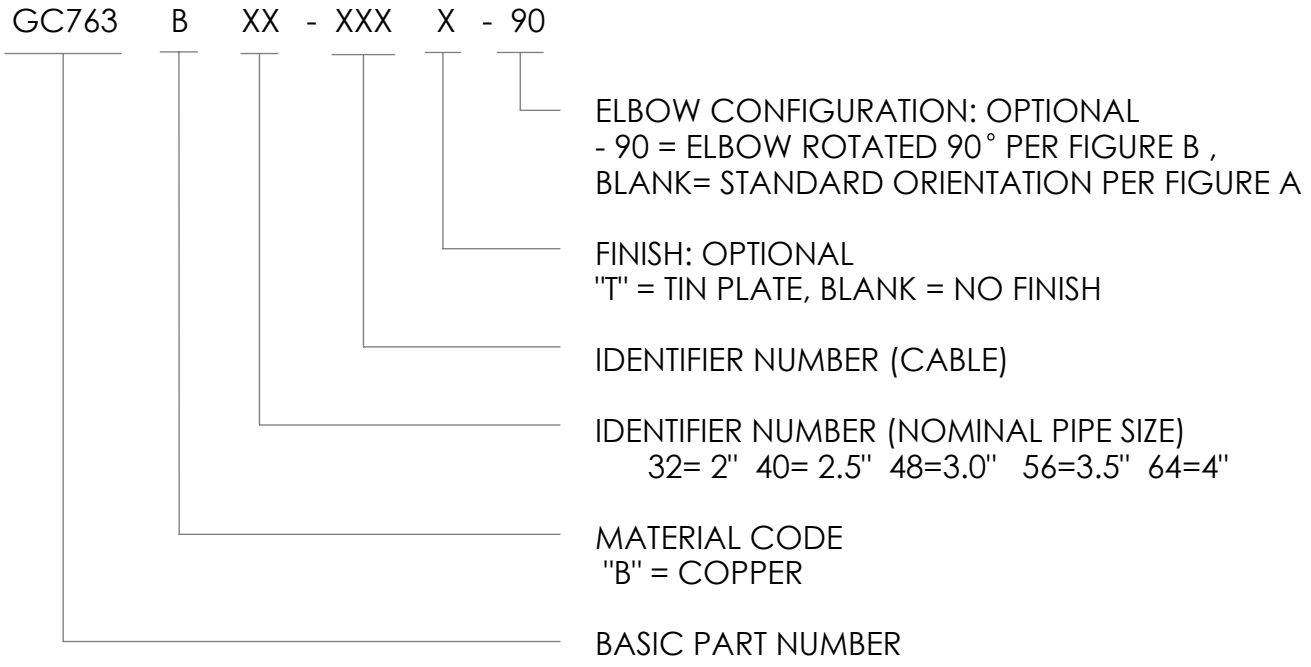 GC763 B XX - XXX X - 90
ELBOW CONFIGURATION: OPTIONAL
- 90 = ELBOW ROTATED 90° PER FIGURE B ,
BLANK= STANDARD ORIENTATION PER FIGURE A
FINISH: OPTIONAL
"T" = TIN PLATE, BLANK = NO FINISH
IDENTIFIER NUMBER (CABLE)
IDENTIFIER NUMBER (NOMINAL PIPE SIZE)
32= 2" 40= 2.5" 48=3.0" 56=3.5" 64=4"
MATERIAL CODE
"B" = COPPER
BASIC PART NUMBER